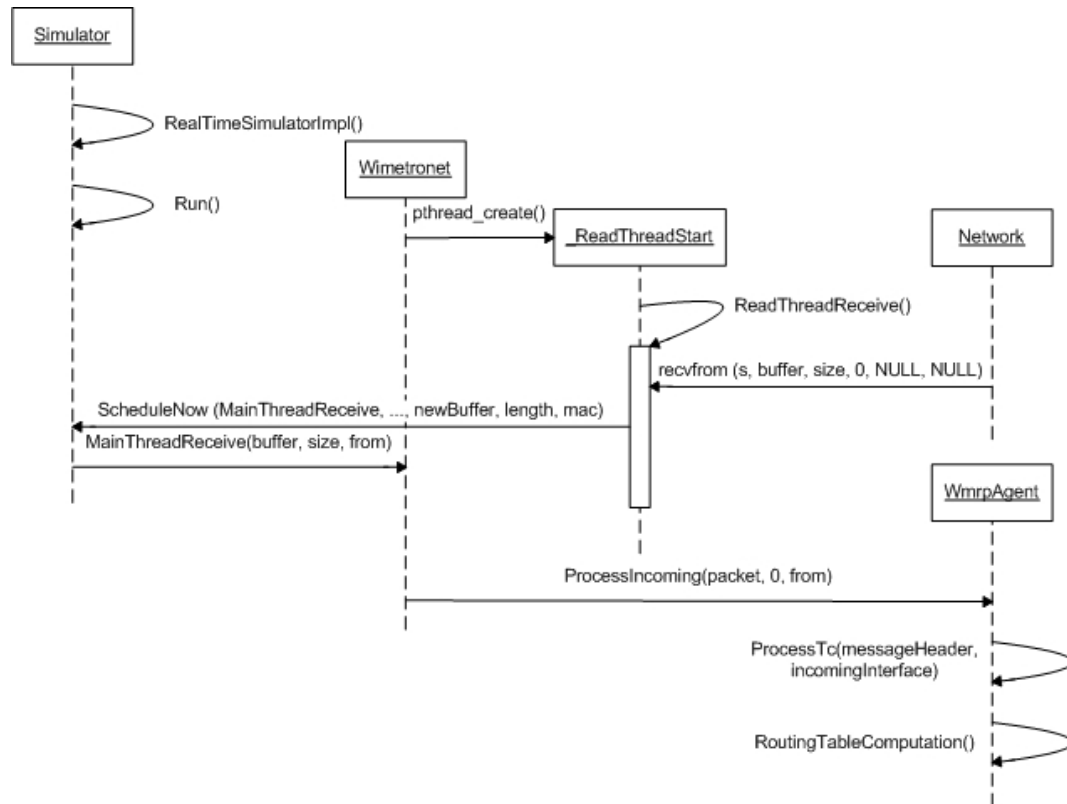 Simulator
RealTimeSimulatorImpl()
Wimetronet
Run()
pthread_create()
_ReadThreadStart
Network
ReadThreadReceive()
recvfrom (s, buffer, size, 0, NULL, NULL)
ScheduleNow (MainThreadReceive, ..., newBuffer, length, mac)
MainThreadReceive(buffer, size, from)
WmrpAgent
ProcessIncoming(packet, 0, from)
ProcessTc(messageHeader,
incomingInterface)
RoutingTableComputation()